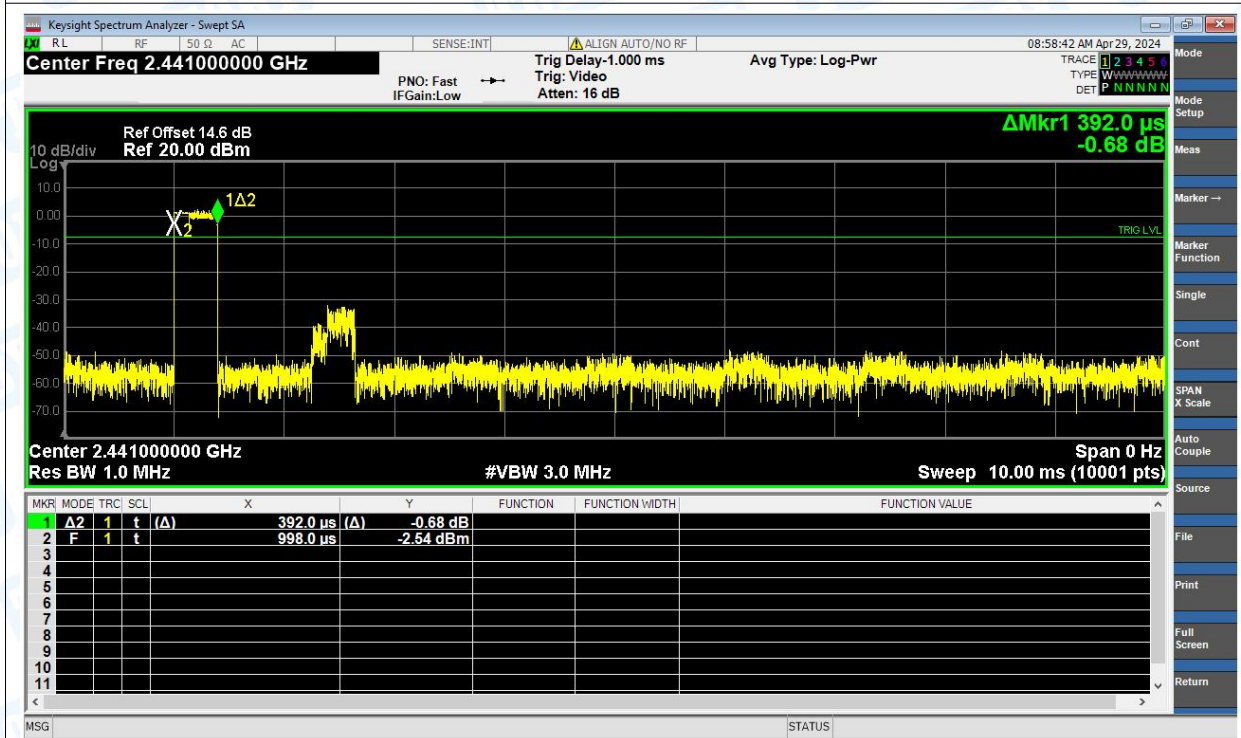 Keysight Spectrum Analyzer - Swept SA
LXI RL RF 50 Ω AC SENSE:INT ALIGN AUTO/NO RF 08:58:42 AM Apr 29, 2024
Center Freq 2.441000000 GHz
PNO: Fast
IFGain:Low
Trig Delay-1.000 ms
Trig: Video
Atten: 16 dB
Avg Type: Log-Pwr
TRACE 1 2 3 4 5 6
TYPE WWWWWW
DET P N N N N N
ΔMkr1 392.0 µs
-0.68 dB
Ref Offset 14.6 dB
10 dB/div Ref 20.00 dBm
Log
10.0
0.00
-10.0
-20.0
-30.0
-40.0
-50.0
-60.0
-70.0
1Δ2
X2
TRIG LVL
Center 2.441000000 GHz Span 0 Hz
Res BW 1.0 MHz #VBW 3.0 MHz Sweep 10.00 ms (10001 pts)
MKR MODE TRC SCL X Y FUNCTION FUNCTION WIDTH FUNCTION VALUE
1 Δ2 1 t (Δ) 392.0 µs (Δ) -0.68 dB
2 F 1 t 998.0 µs -2.54 dBm
3
4
5
6
7
8
9
10
11
MSG STATUS
Mode
Mode
Setup
Meas
Marker →
Marker
Function
Single
Cont
SPAN
X Scale
Auto
Couple
Source
File
Print
Full
Screen
Return